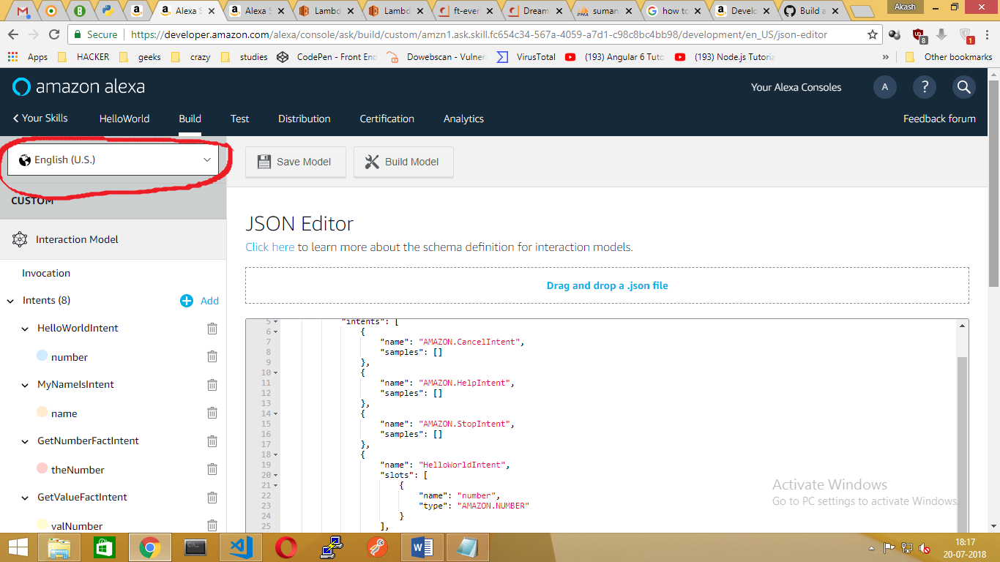 Akash
Alexa S
Alexa S
Lambd
Lambd
ft-ever
Dream
suman
how to
Develo
Build a
Secure
https://developer.amazon.com/alexa/console/ask/build/custom/amzn1.ask.skill.fc654c34-567a-4059-a7d1-c98c8bc4bb98/development/en_US/json-editor
8
1
Apps
HACKER
geeks
crazy
studies
CodePen - Front End
Dowebscan - Vulner
VirusTotal
(193) Angular 6 Tuto
(193) Node.js Tutoria
»
Other bookmarks
amazon alexa
Your Alexa Consoles
A
?
Your Skills
HelloWorld
Build
Test
Distribution
Certification
Analytics
Feedback forum
English (U.S.)
Save Model
Build Model
CUSTOM
Interaction Model
Invocation
Intents (8)
Add
HelloWorldIntent
number
MyNameIsIntent
name
GetNumberFactIntent
theNumber
GetValueFactIntent
valNumber
JSON Editor
Click here to learn more about the schema definition for interaction models.
Drag and drop a .json file
5 "intents": [
6 {
7 "name": "AMAZON.CancelIntent",
8 "samples": []
9 },
10 {
11 "name": "AMAZON.HelpIntent",
12 "samples": []
13 },
14 {
15 "name": "AMAZON.StopIntent",
16 "samples": []
17 },
18 {
19 "name": "HelloWorldIntent",
20 "slots": [
21 {
22 "name": "number",
23 "type": "AMAZON.NUMBER"
24 }
25 ],
Activate Windows
Go to PC settings to activate Windows.
18:17
20-07-2018